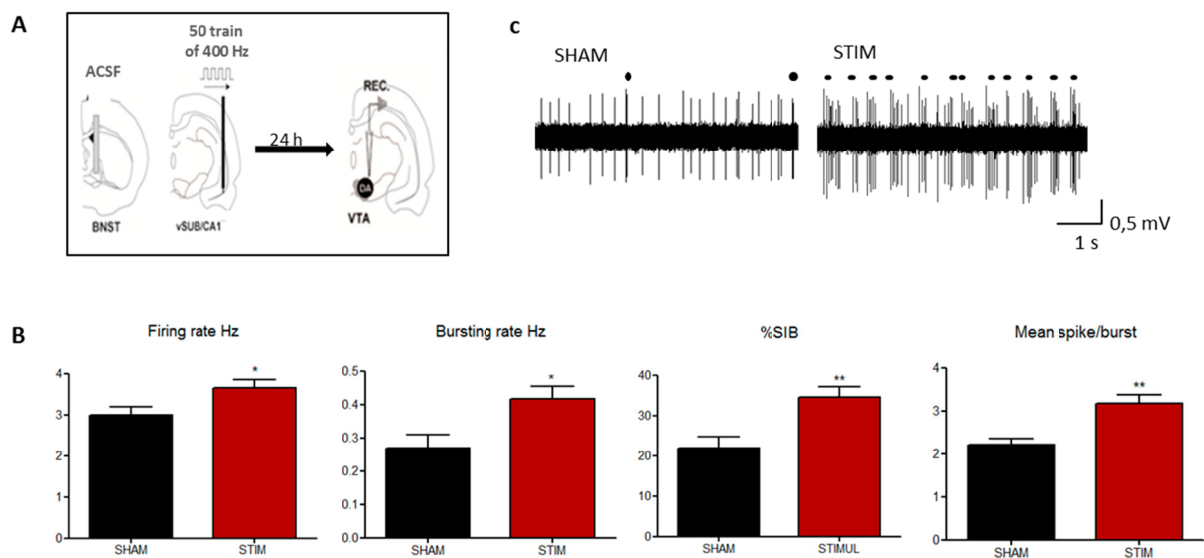 A
50 train
of 400 Hz
ACSF
REC.
24 h
DA
BNST
vSUB/CA1
VTA
c
SHAM
STIM
0,5 mV
1 s
B
Firing rate Hz
*
4
3
2
1
0
SHAM
STIM
Bursting rate Hz
*
0.5
0.4
0.3
0.2
0.1
0.0
SHAM
STIM
%SIB
**
40
30
20
10
0
SHAM
STIMUL
Mean spike/burst
**
4
3
2
1
0
SHAM
STIM